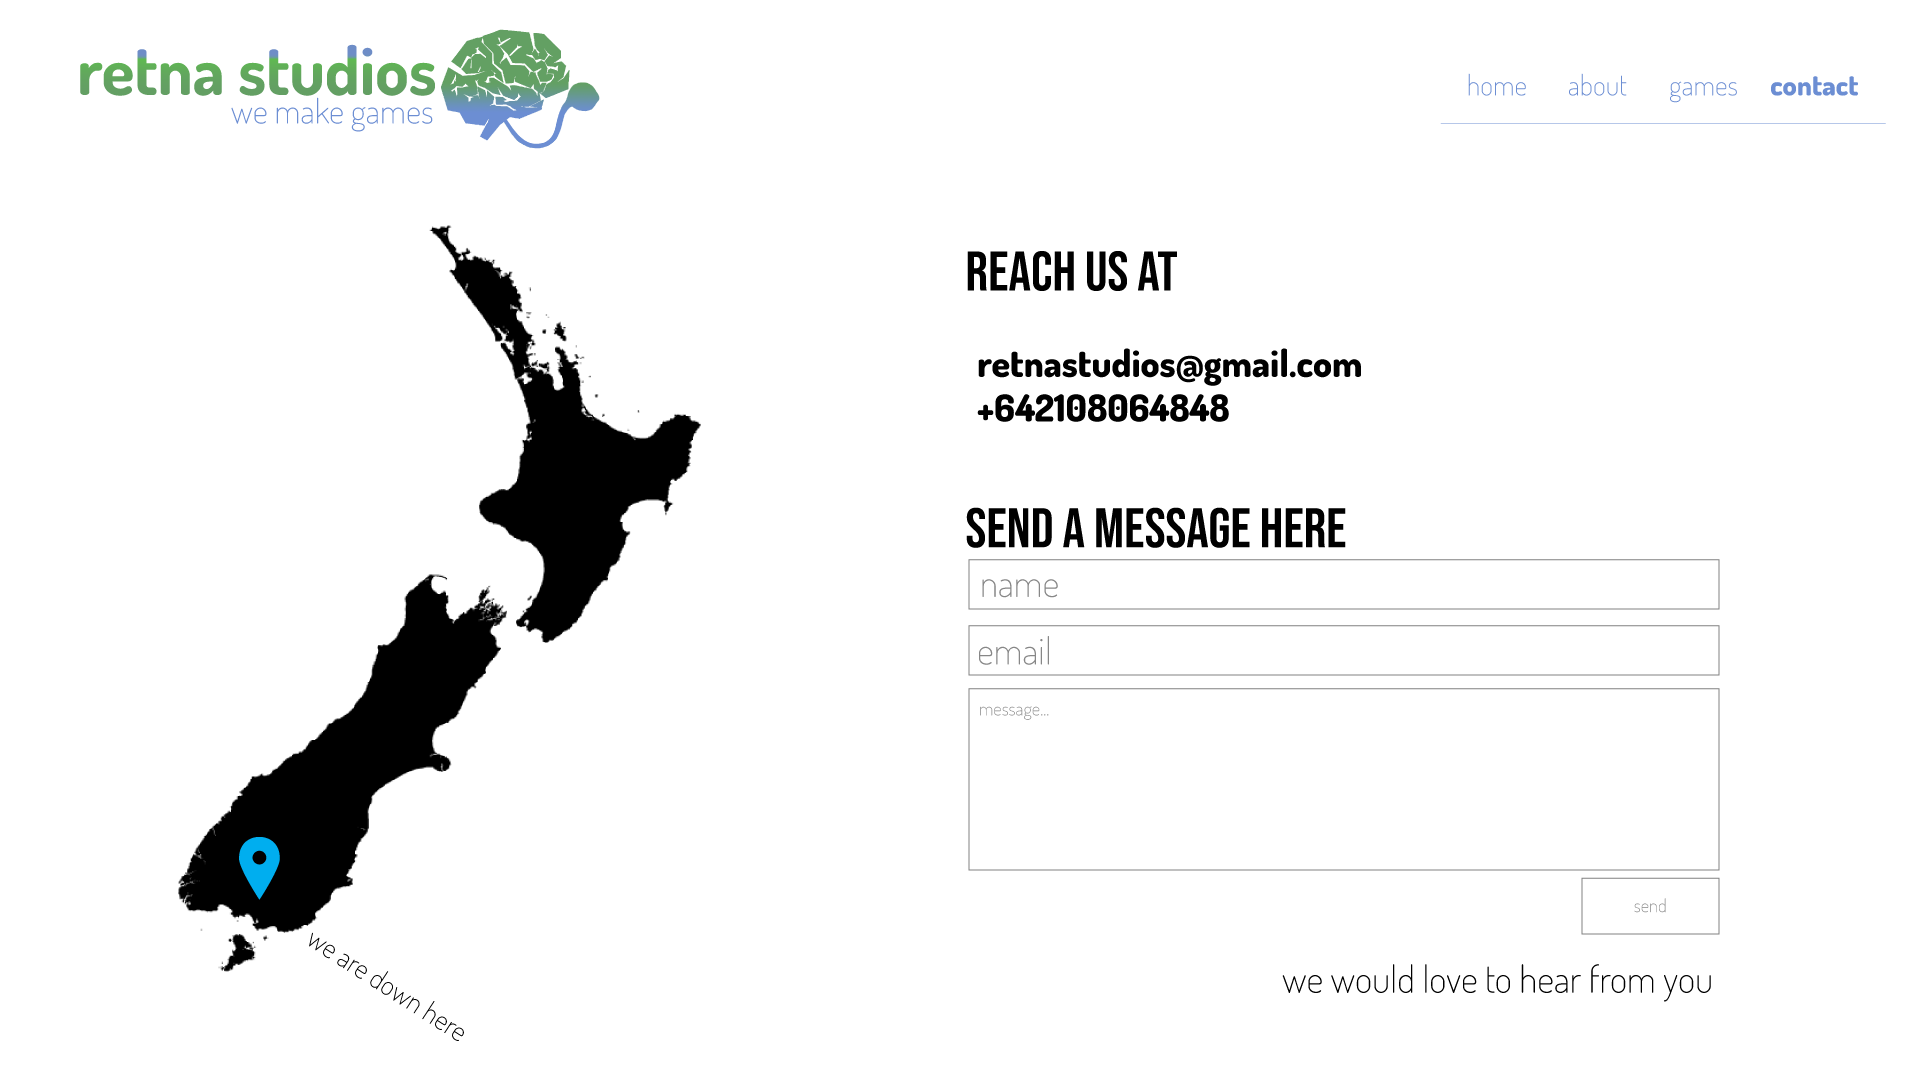 retna studios
we make games
home about games contact
REACH US AT
retnastudios@gmail.com
+642108064848
SEND A MESSAGE HERE
name
email
message...
send
we would love to hear from you
we are down here